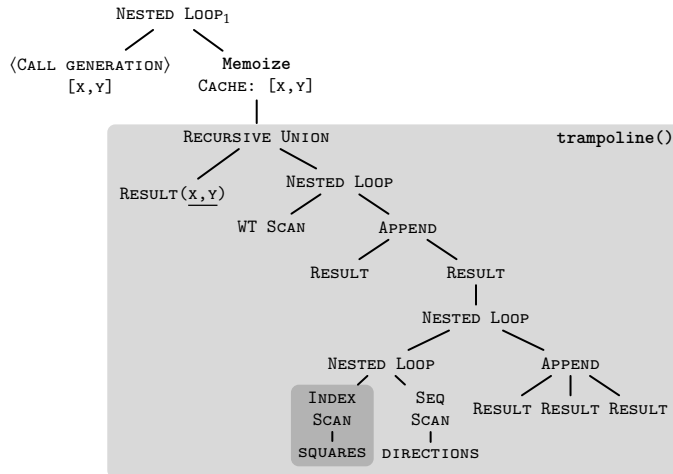 Nested Loop₁
⟨Call generation⟩ Memoize
[x,y] Cache: [x,y]
Recursive Union trampoline()
Result(x,y) Nested Loop
WT Scan Append
Result Result
Nested Loop
Nested Loop Append
Index Seq
Scan Scan Result Result Result
squares directions